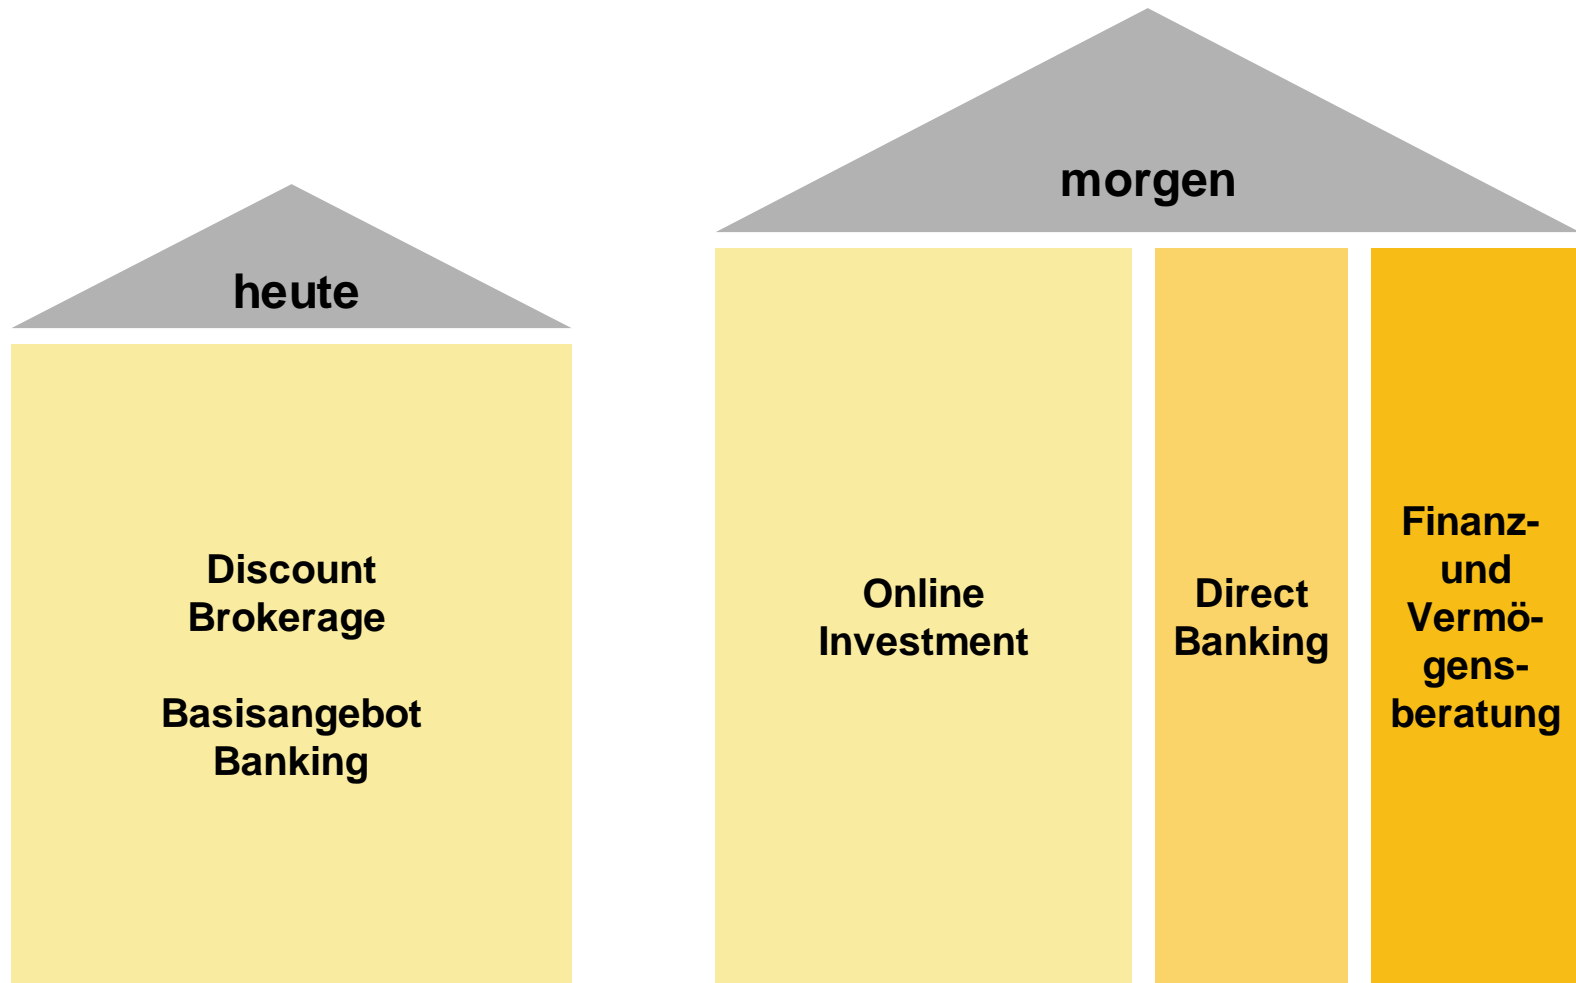 heute
Discount
Brokerage
Basisangebot
Banking
morgen
Online
Investment
Direct
Banking
Finanz-
und
Vermö-
gens-
beratung